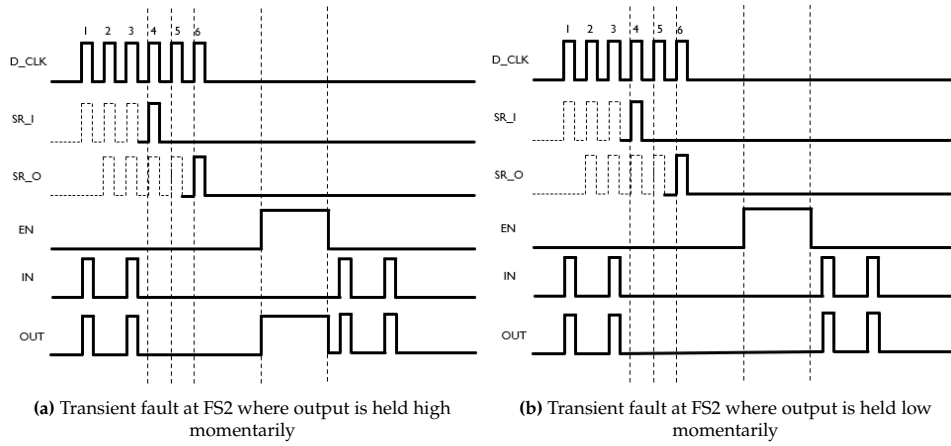 1 2 3 4 5 6
D_CLK
SR_I
SR_O
EN
IN
OUT
(a) Transient fault at FS2 where output is held high
momentarily
1 2 3 4 5 6
D_CLK
SR_I
SR_O
EN
IN
OUT
(b) Transient fault at FS2 where output is held low
momentarily